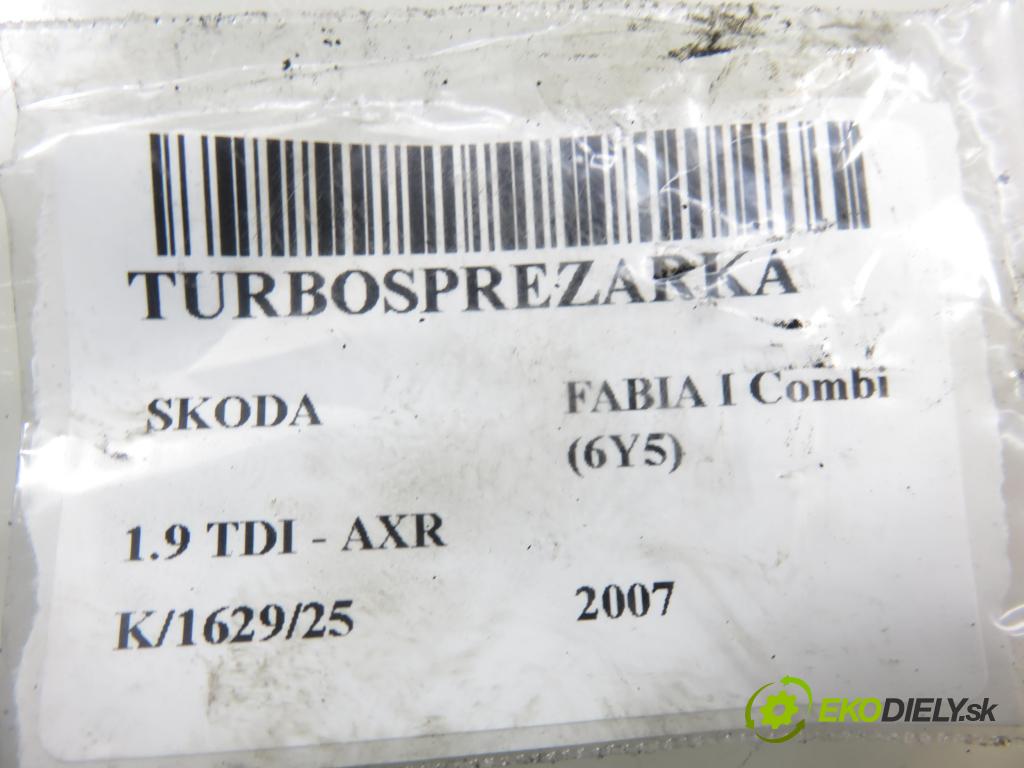 TURBOSPREZARKA
SKODA
FABIA I Combi
(6Y5)
1.9 TDI - AXR
K/1629/25
2007
EKODIELY.sk